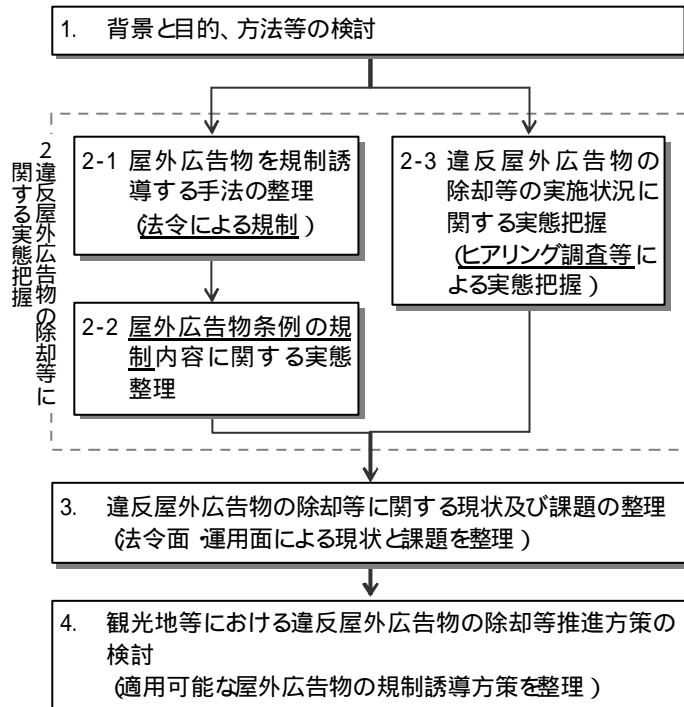 1. 背景と目的、方法等の検討
2 違反屋外広告物の除却等に
関する実態把握
2-1 屋外広告物を規制誘
導する手法の整理
(法令による規制)
2-2 屋外広告物条例の規
制内容に関する実態
整理
2-3 違反屋外広告物の
除却等の実施状況に
関する実態把握
(ヒアリング調査等に
よる実態把握)
3. 違反屋外広告物の除却等に関する現状及び課題の整理
(法令面・運用面による現状と課題を整理)
4. 観光地等における違反屋外広告物の除却等推進方策の
検討
(適用可能な屋外広告物の規制誘導方策を整理)